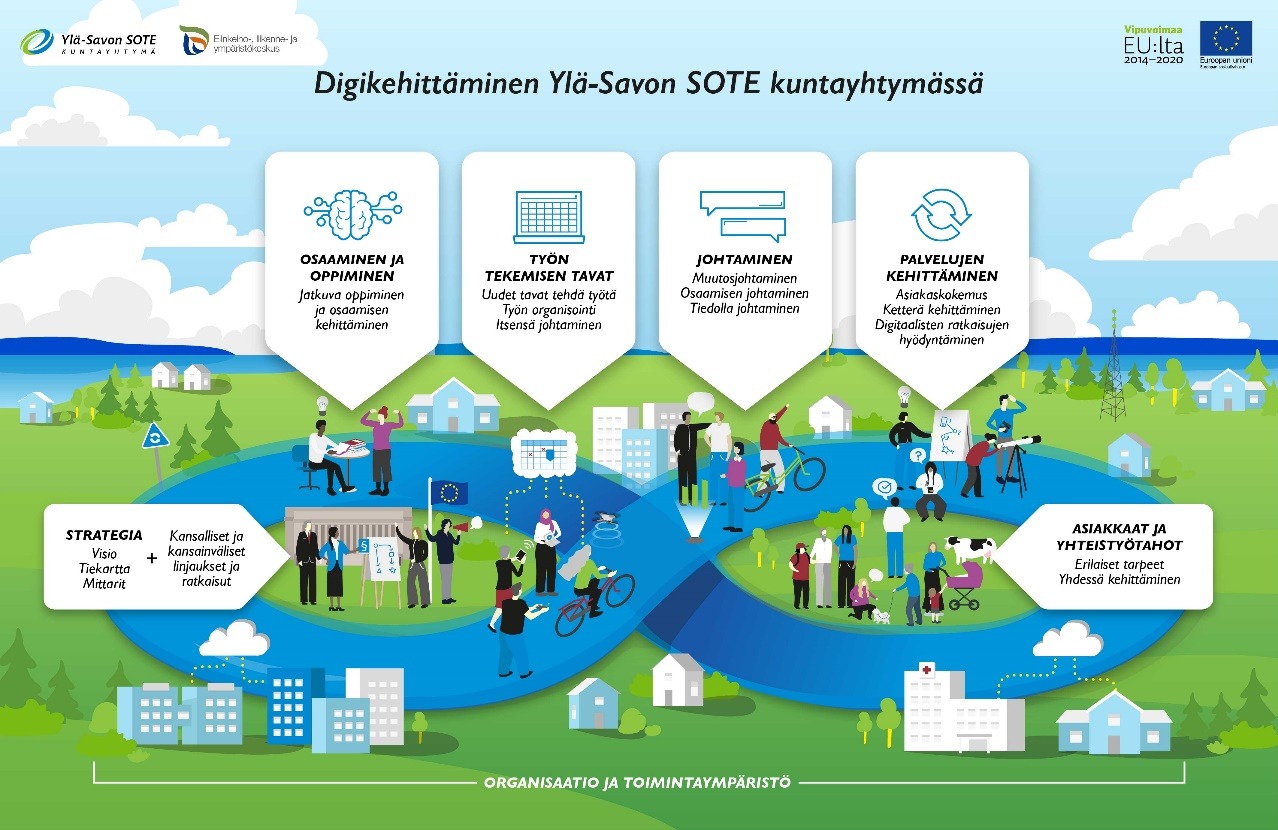 Ylä-Savon SOTE
KUNTAYHTYMÄ
Elinkeino-, liikenne- ja
ympäristökeskus
Vipuvoimaa
EU:lta
2014–2020
Euroopan unioni
Digikehittäminen Ylä-Savon SOTE kuntayhtymässä
OSAAMINEN JA
OPPIMINEN
Jatkuva oppiminen
ja osaamisen
kehittäminen
TYÖN
TEKEMISEN TAVAT
Uudet tavat tehdä työtä
Työn organisointi
Itsensä johtaminen
JOHTAMINEN
Muutosjohtaminen
Osaamisen johtaminen
Tiedolla johtaminen
PALVELUJEN
KEHITTÄMINEN
Asiakaskokemus
Ketterä kehittäminen
Digitaalisten ratkaisujen
hyödyntäminen
STRATEGIA
Visio
Tiekartta
Mittarit
+
Kansalliset ja
kansainväliset
linjaukset ja
ratkaisut
§
?
ASIAKKAAT JA
YHTEISTYÖTAHOT
Erilaiset tarpeet
Yhdessä kehittäminen
ORGANISAATIO JA TOIMINTAYMPÄRISTÖ